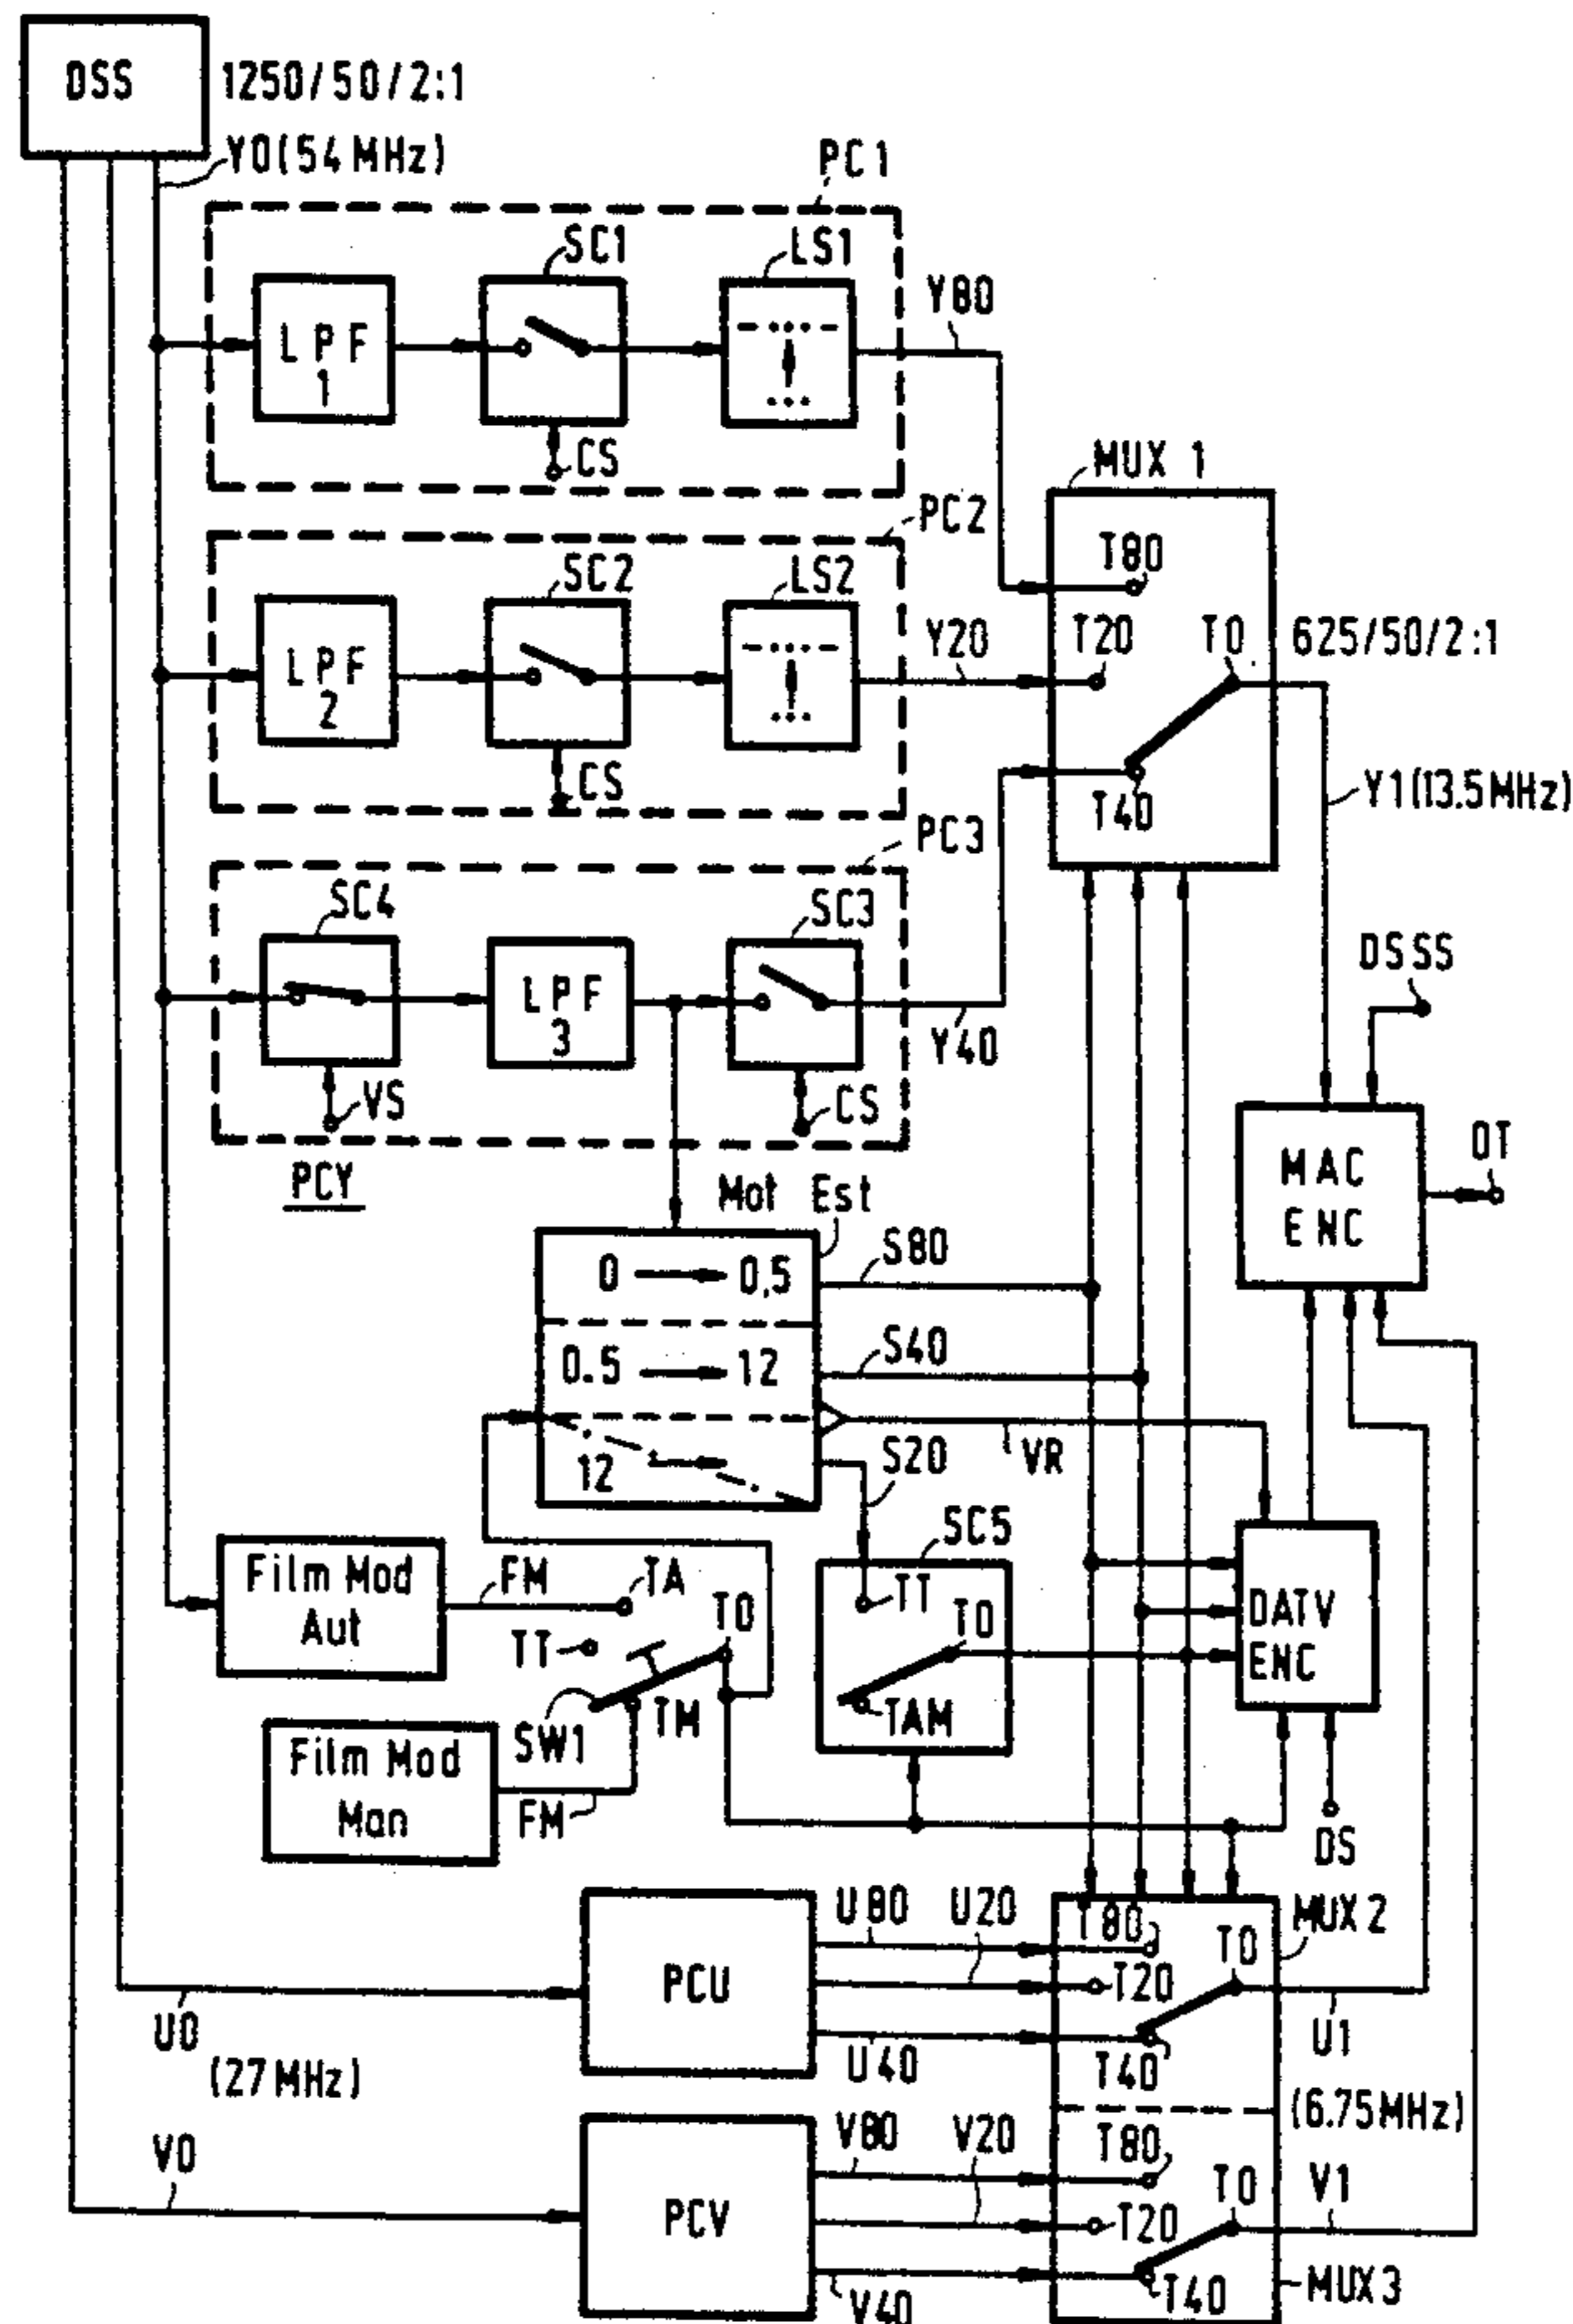 DSS
1250/50/2:1
Y0(54 MHz)
PC1
SC1
LS1
LPF
1
Y80
CS
MUX 1
PC2
SC2
LS2
T80
LPF
2
Y20
T20
T0
625/50/2:1
CS
T40
Y1(13.5MHz)
PC3
SC4
SC3
DSSS
LPF
3
Y40
VS
CS
PCY
MAC
ENC
OT
Mot Est
0
0,5
S80
0.5
12
S40
12
VR
S20
SC5
Film Mod
Aut
FM
TA
TT
T0
TT
T0
DATV
ENC
SW1
TM
TAM
Film Mod
Man
FM
DS
PCU
U80
U20
T80
T0
MUX2
T20
U0
(27MHz)
U40
T40
U1
(6.75MHz)
V0
V80
V20
T80
T0
V1
PCV
T20
V40
T40
MUX3